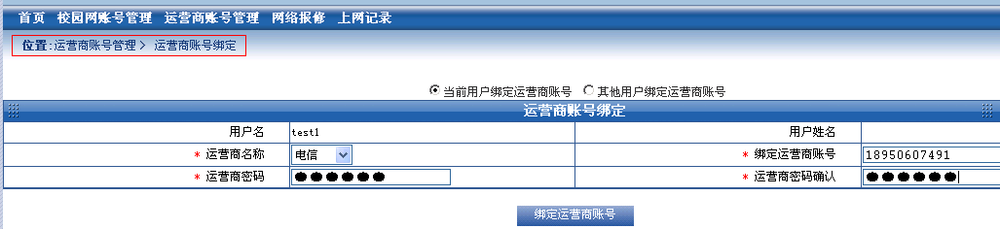 首页 校园网账号管理 运营商账号管理 网络报修 上网记录
位置:运营商账号管理> 运营商账号绑定
当前用户绑定运营商账号 其他用户绑定运营商账号
运营商账号绑定
用户名 test1 用户姓名
* 运营商名称 电信 * 绑定运营商账号 18950607491
* 运营商密码 ●●●●●● * 运营商密码确认 ●●●●●●
绑定运营商账号